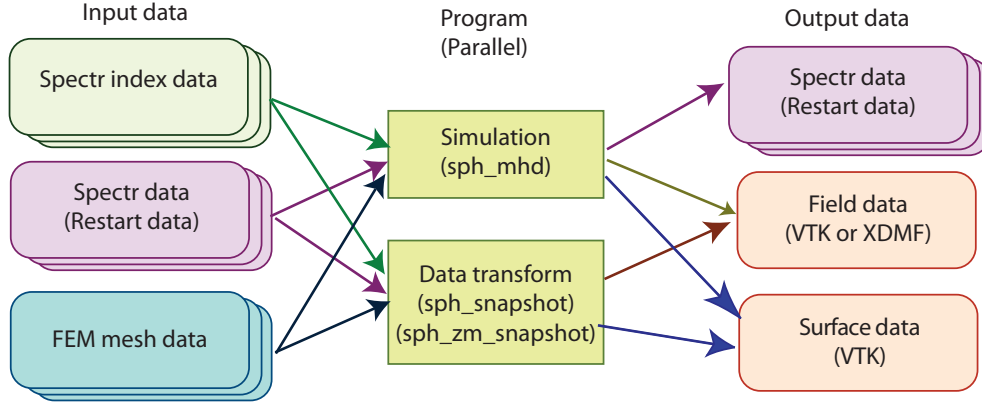 Input data
Program
(Parallel)
Output data
Spectr index data
Spectr data
(Restart data)
FEM mesh data
Simulation
(sph_mhd)
Data transform
(sph_snapshot)
(sph_zm_snapshot)
Spectr data
(Restart data)
Field data
(VTK or XDMF)
Surface data
(VTK)